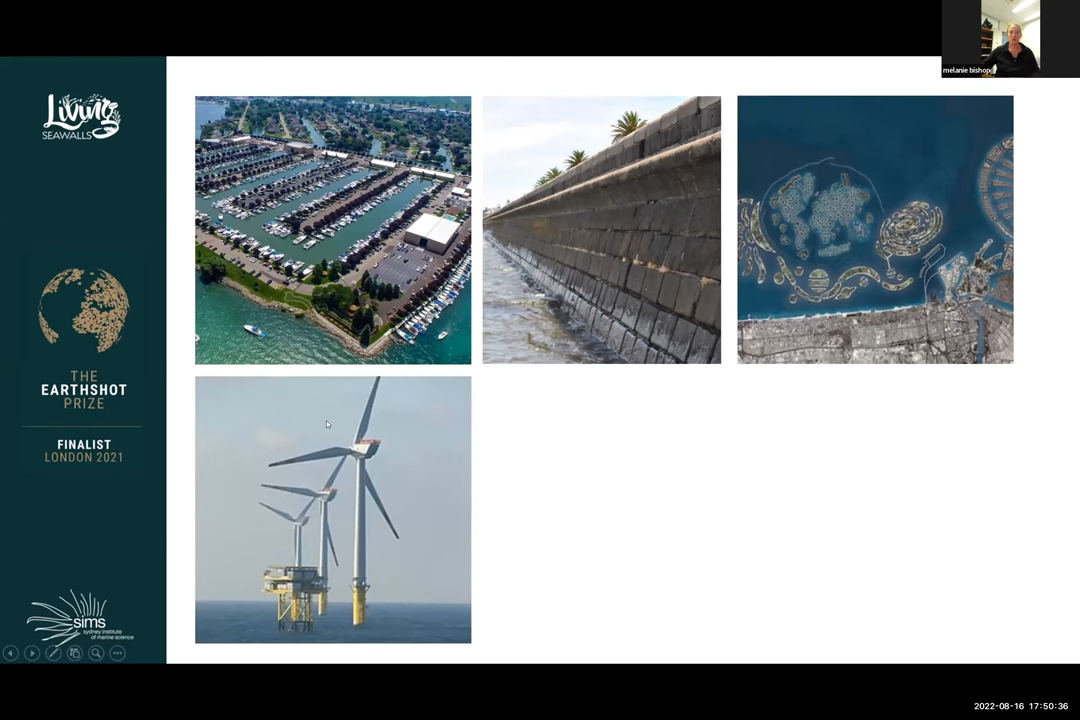 melanie bishop
Living
SEAWALLS
THE
EARTHSHOT
PRIZE
FINALIST
LONDON 2021
sims
sydney institute
of marine science
2022-08-16 17:50:36